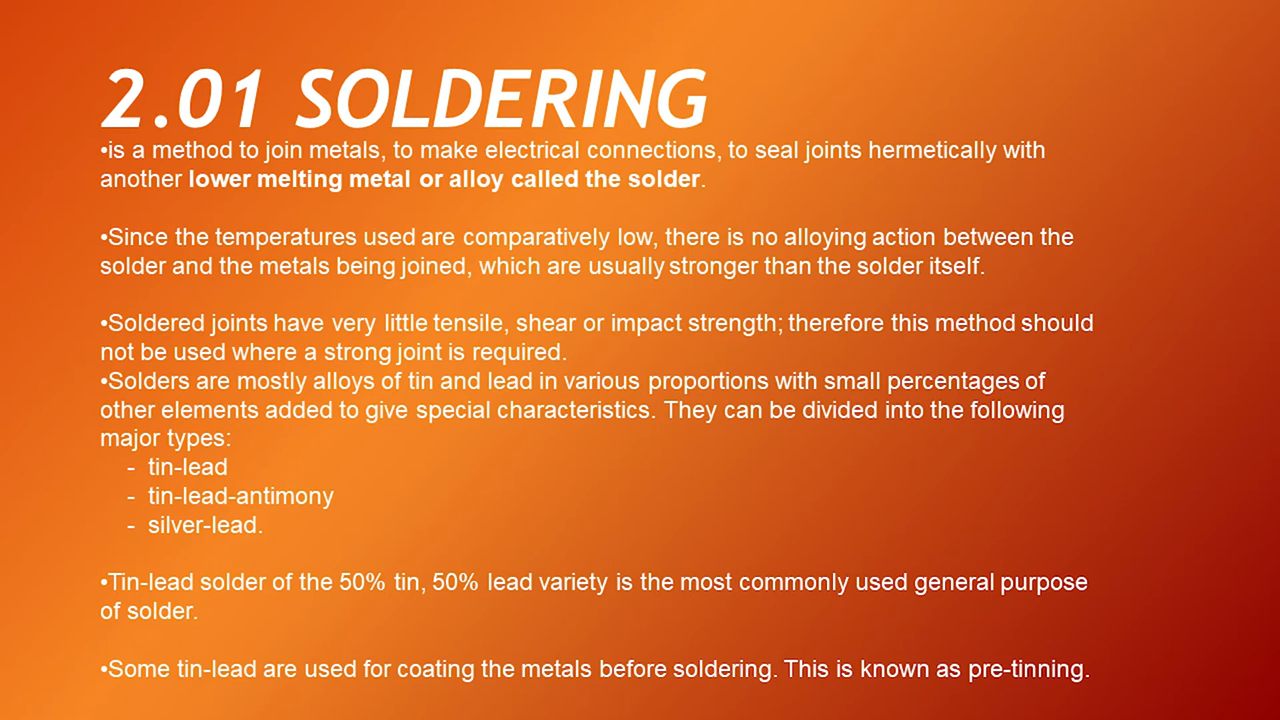 2.01 SOLDERING
•is a method to join metals, to make electrical connections, to seal joints hermetically with
another lower melting metal or alloy called the solder.
•Since the temperatures used are comparatively low, there is no alloying action between the
solder and the metals being joined, which are usually stronger than the solder itself.
•Soldered joints have very little tensile, shear or impact strength; therefore this method should
not be used where a strong joint is required.
•Solders are mostly alloys of tin and lead in various proportions with small percentages of
other elements added to give special characteristics. They can be divided into the following
major types:
- tin-lead
- tin-lead-antimony
- silver-lead.
•Tin-lead solder of the 50% tin, 50% lead variety is the most commonly used general purpose
of solder.
•Some tin-lead are used for coating the metals before soldering. This is known as pre-tinning.